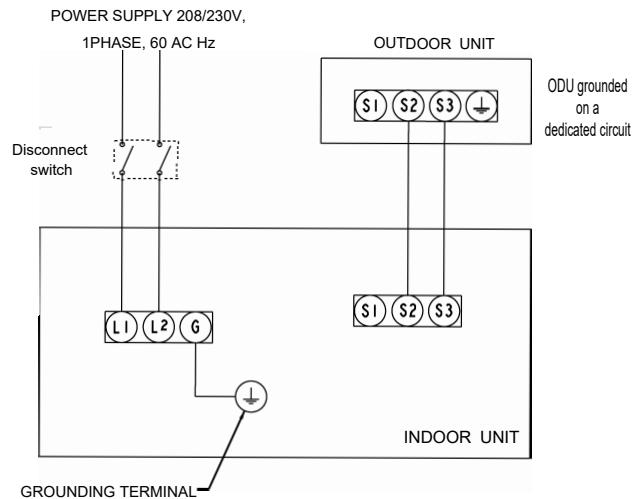 POWER SUPPLY 208/230V,
1PHASE, 60 AC Hz
OUTDOOR UNIT
S1 S2 S3
ODU grounded
on a
dedicated circuit
Disconnect
switch
S1 S2 S3
L1 L2 G
INDOOR UNIT
GROUNDING TERMINAL